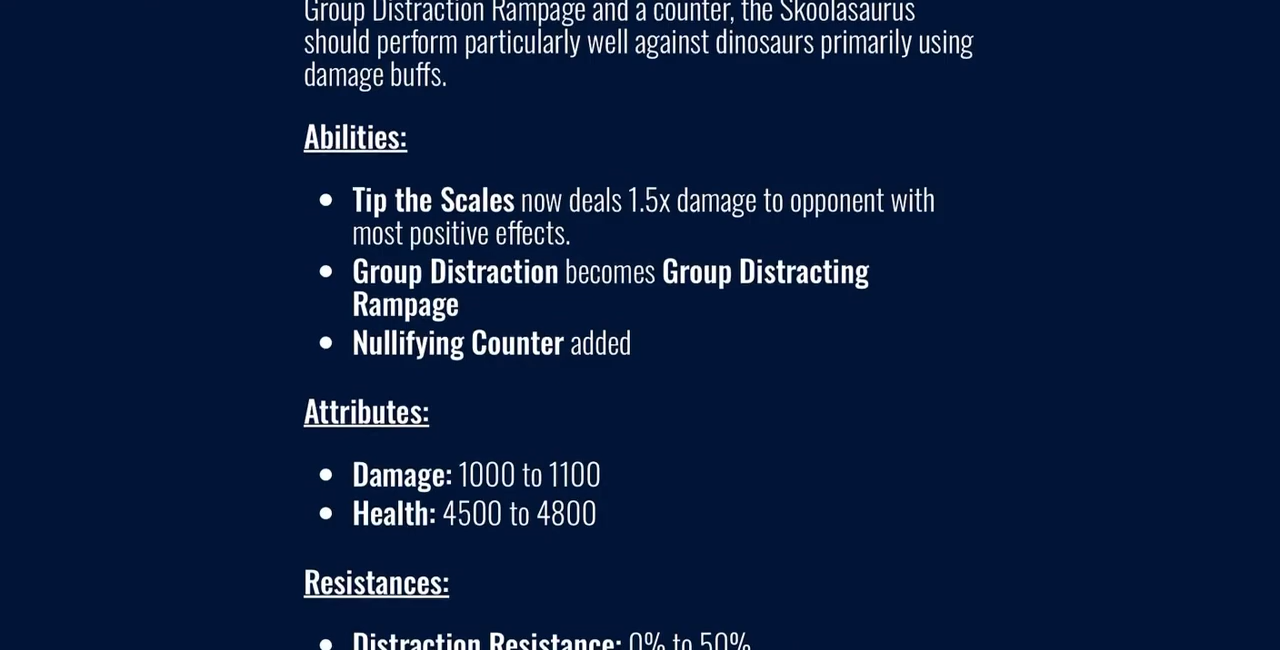 Group Distraction Rampage and a counter, the Skoolasaurus
should perform particularly well against dinosaurs primarily using
damage buffs.
Abilities:
Tip the Scales now deals 1.5x damage to opponent with
most positive effects.
Group Distraction becomes Group Distracting
Rampage
Nullifying Counter added
Attributes:
Damage: 1000 to 1100
Health: 4500 to 4800
Resistances:
Distraction Resistance: 0% to 50%